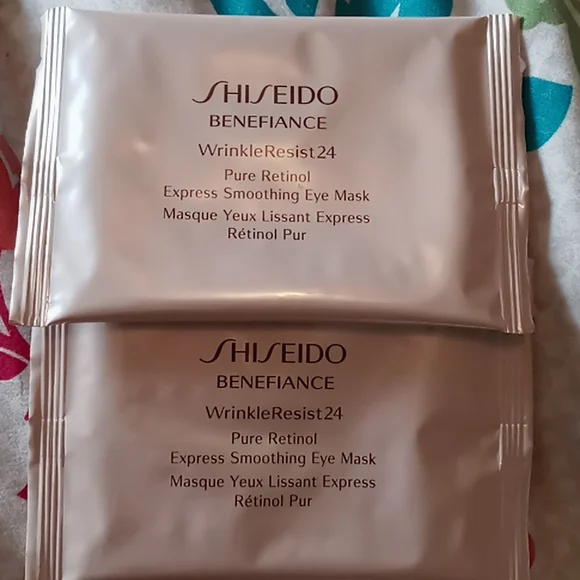 SHISEIDO
BENEFIANCE
WrinkleResist24
Pure Retinol
Express Smoothing Eye Mask
Masque Yeux Lissant Express
Rétinol Pur
SHISEIDO
BENEFIANCE
WrinkleResist24
Pure Retinol
Express Smoothing Eye Mask
Masque Yeux Lissant Express
Rétinol Pur